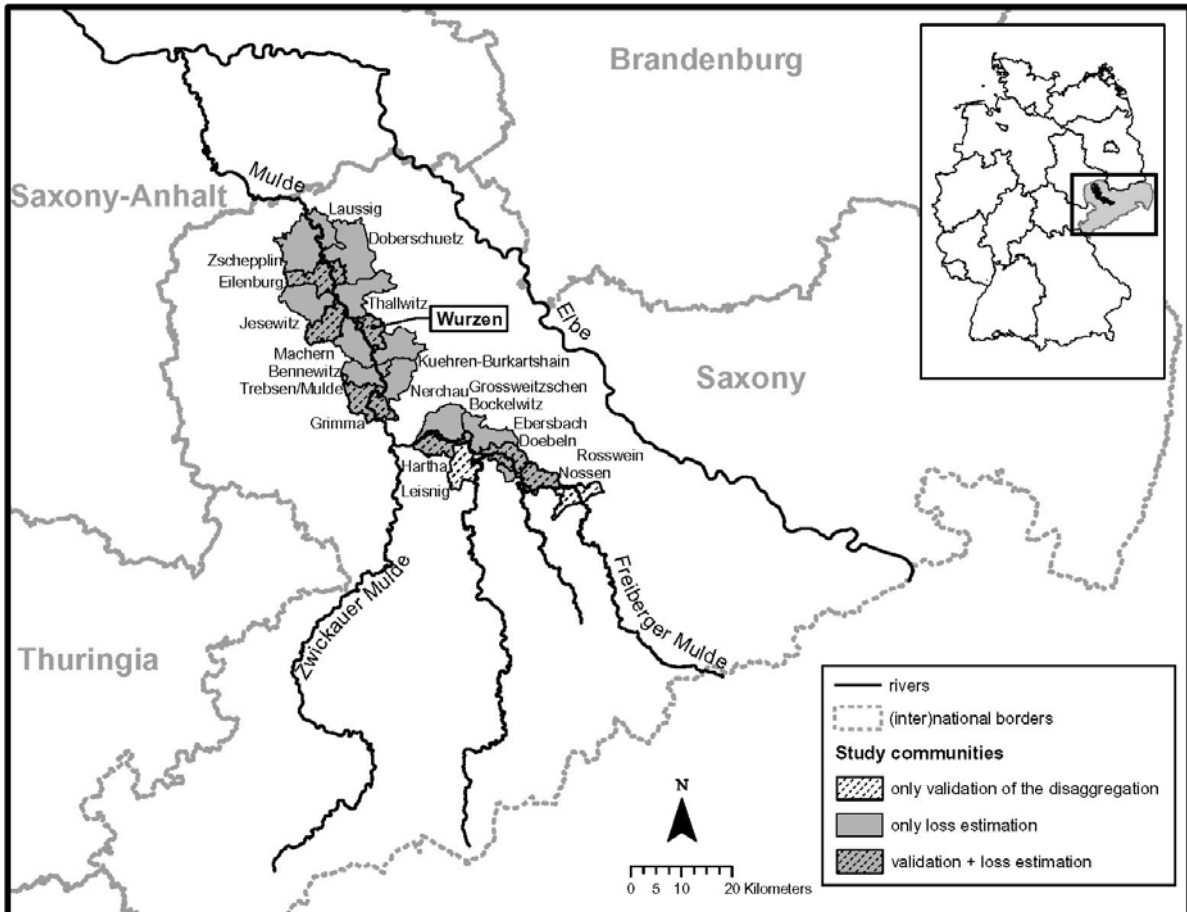 Brandenburg
Saxony-Anhalt
Mulde
Laussig
Doberschuetz
Zschepplin
Eilenburg
Thallwitz
Wurzen
Jesewitz
Elbe
Machern
Kuehren-Burkartshain
Saxony
Bennewitz
Trebsen/Mulde
Nerchau
Grossweitzschen
Bockelwitz
Grimma
Ebersbach
Doebeln
Rosswein
Hartha
Nossen
Leisnig
Zwickauer Mulde
Freiberger Mulde
Thuringia
rivers
(inter)national borders
Study communities
only validation of the disaggregation
only loss estimation
validation + loss estimation
N
0 5 10 20 Kilometers